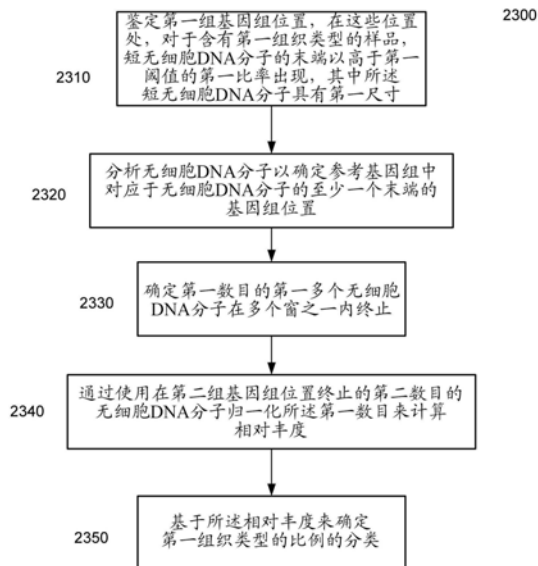 2300
鉴定第一组基因组位置，在这些位置
处，对于含有第一组织类型的样品，
短无细胞DNA分子的末端以高于第一
阈值的第一比率出现，其中所述
短无细胞DNA分子具有第一尺寸
2310
分析无细胞DNA分子以确定参考基因组中
对应于无细胞DNA分子的至少一个末端的
基因组位置
2320
确定第一数目的第一多个无细胞
DNA分子在多个窗之一内终止
2330
通过使用在第二组基因组位置终止的第二数目的
无细胞DNA分子归一化所述第一数目来计算
相对丰度
2340
基于所述相对丰度来确定
第一组织类型的比例的分类
2350